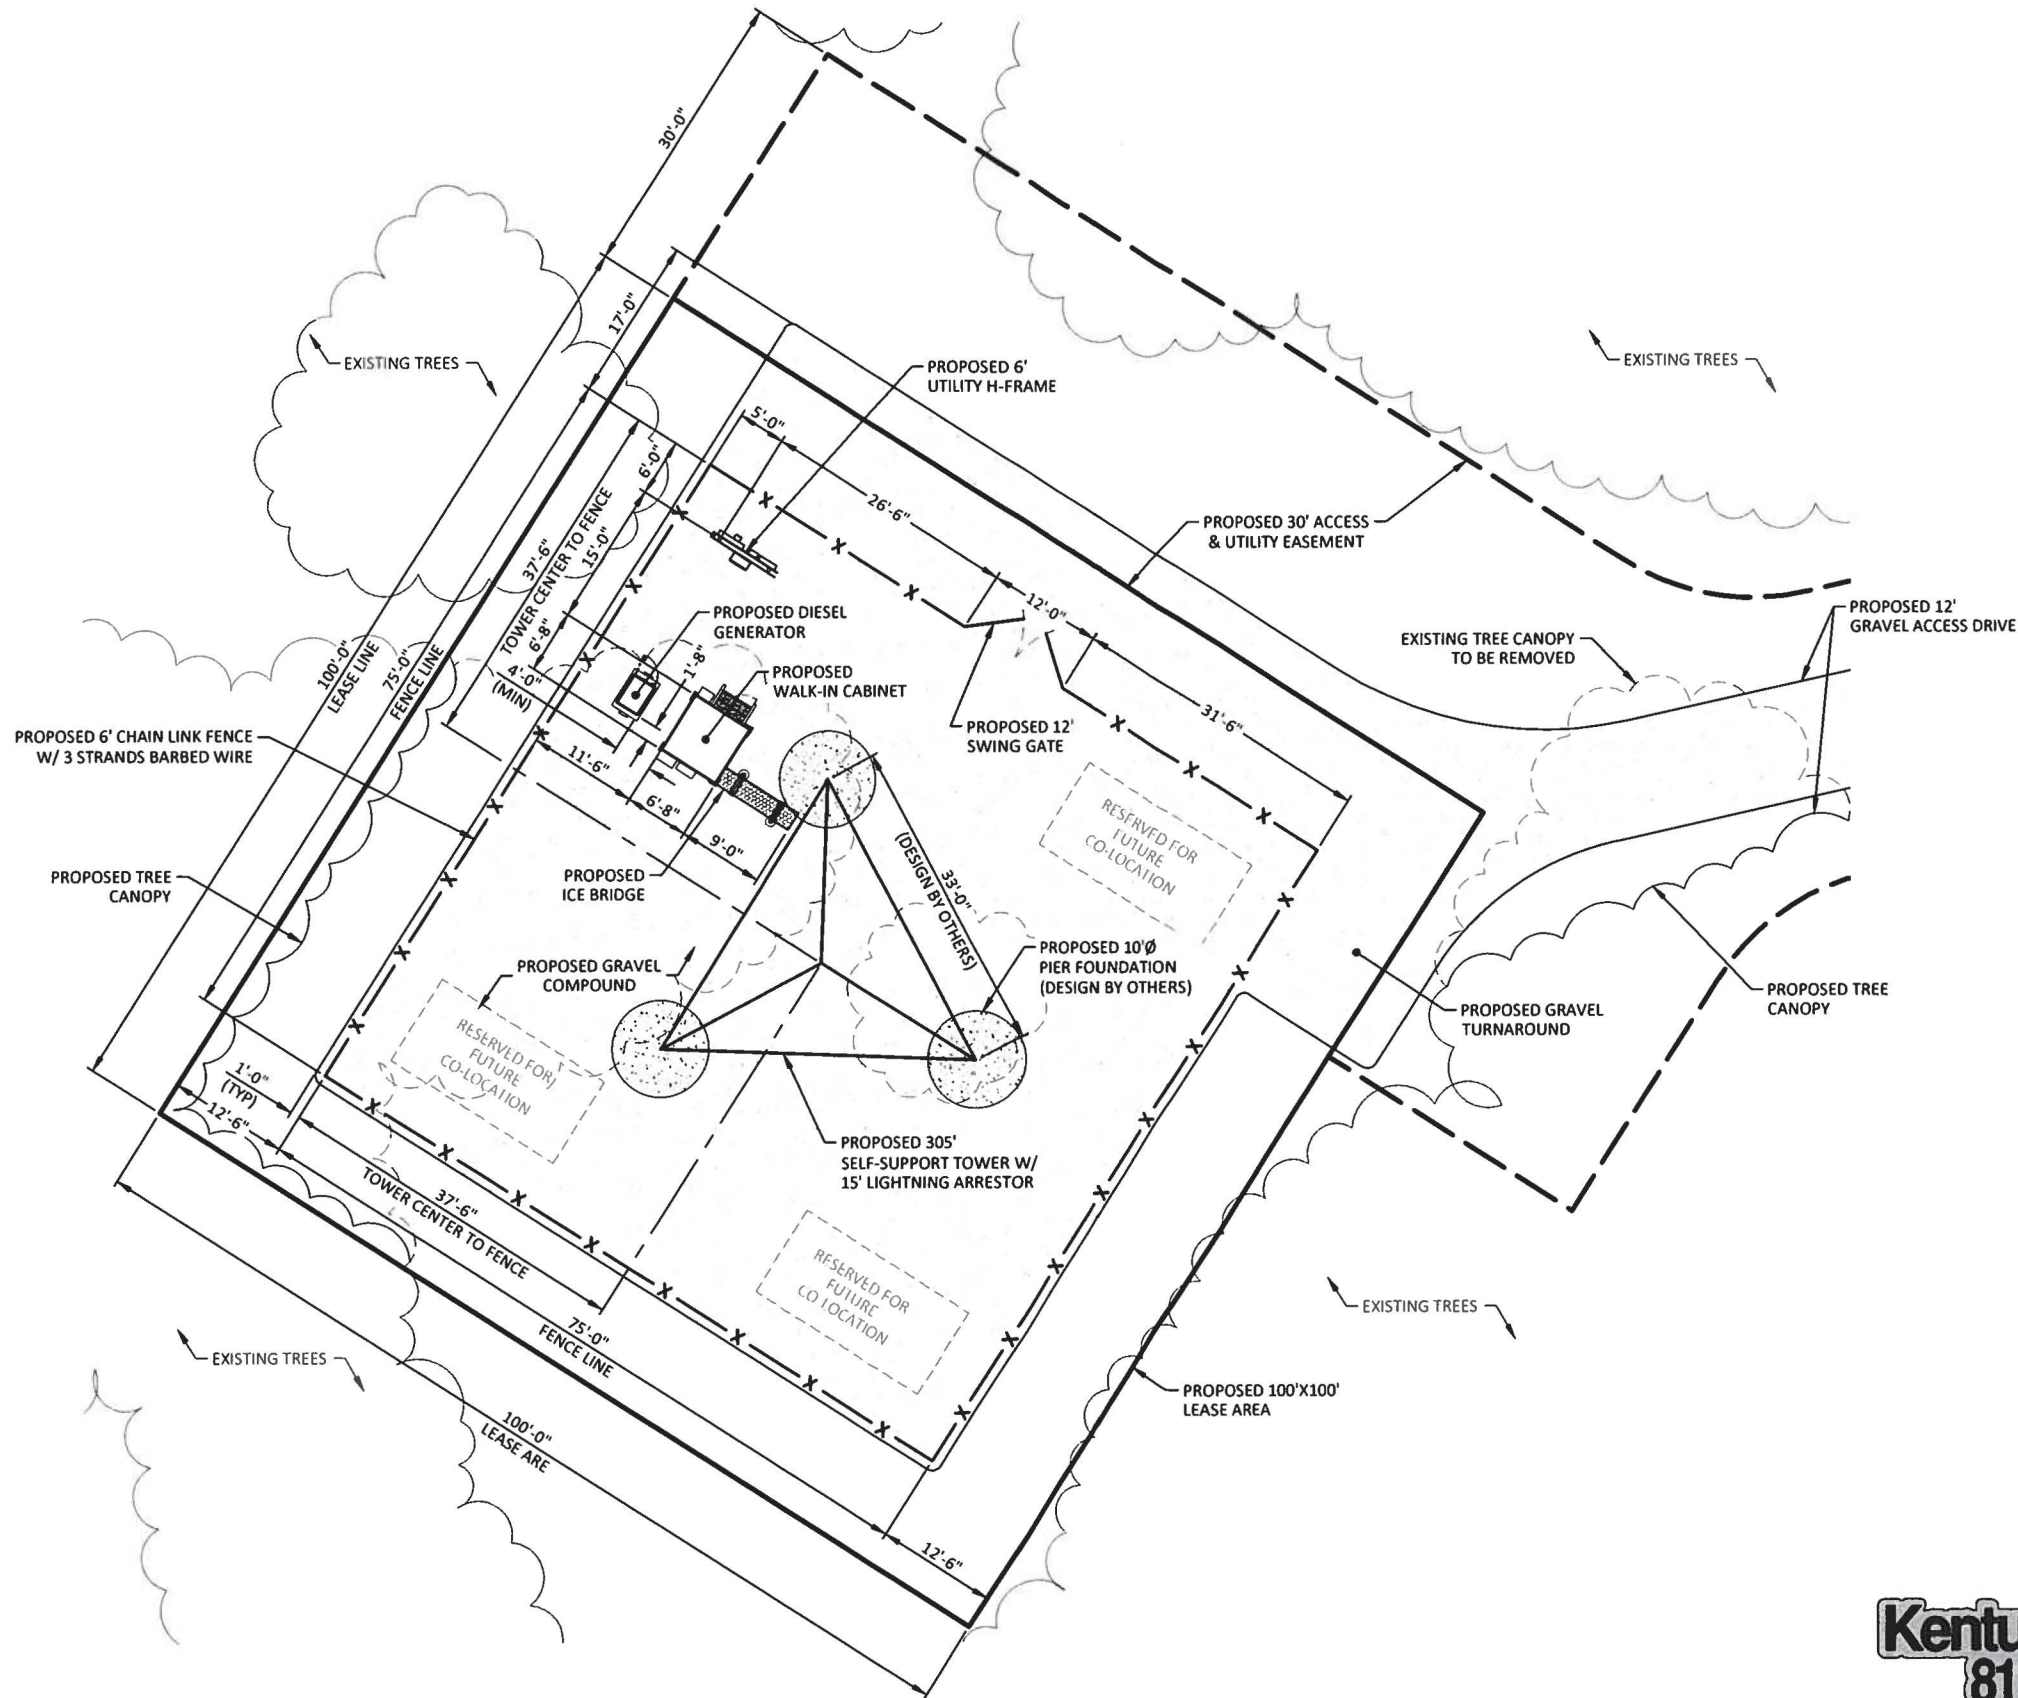 30'-0"
17'-0"
EXISTING TREES
PROPOSED 6'
UTILITY H-FRAME
EXISTING TREES
5'-0"
6'-0"
26'-6"
37'-6"
TOWER CENTER TO FENCE
15'-0"
PROPOSED 30' ACCESS
& UTILITY EASEMENT
12'-0"
PROPOSED 12'
GRAVEL ACCESS DRIVE
PROPOSED DIESEL
GENERATOR
6'-8"
4'-0"
(MIN)
1'-8"
EXISTING TREE CANOPY
TO BE REMOVED
100'-0"
LEASE LINE
75'-0"
FENCE LINE
PROPOSED
WALK-IN CABINET
PROPOSED 12'
SWING GATE
31'-6"
PROPOSED 6' CHAIN LINK FENCE
W/ 3 STRANDS BARBED WIRE
11'-6"
6'-8"
9'-0"
RESERVED FOR
FUTURE
CO-LOCATION
PROPOSED TREE
CANOPY
PROPOSED
ICE BRIDGE
33'-0"
(DESIGN BY OTHERS)
PROPOSED GRAVEL
COMPOUND
PROPOSED 10'Ø
PIER FOUNDATION
(DESIGN BY OTHERS)
PROPOSED TREE
CANOPY
PROPOSED GRAVEL
TURNAROUND
RESERVED FOR
FUTURE
CO-LOCATION
1'-0"
(TYP)
12'-6"
PROPOSED 305'
SELF-SUPPORT TOWER W/
15' LIGHTNING ARRESTOR
37'-6"
TOWER CENTER TO FENCE
RESERVED FOR
FUTURE
CO LOCATION
75'-0"
FENCE LINE
EXISTING TREES
EXISTING TREES
PROPOSED 100'X100'
LEASE AREA
100'-0"
LEASE ARE
12'-6"
Kentu
81